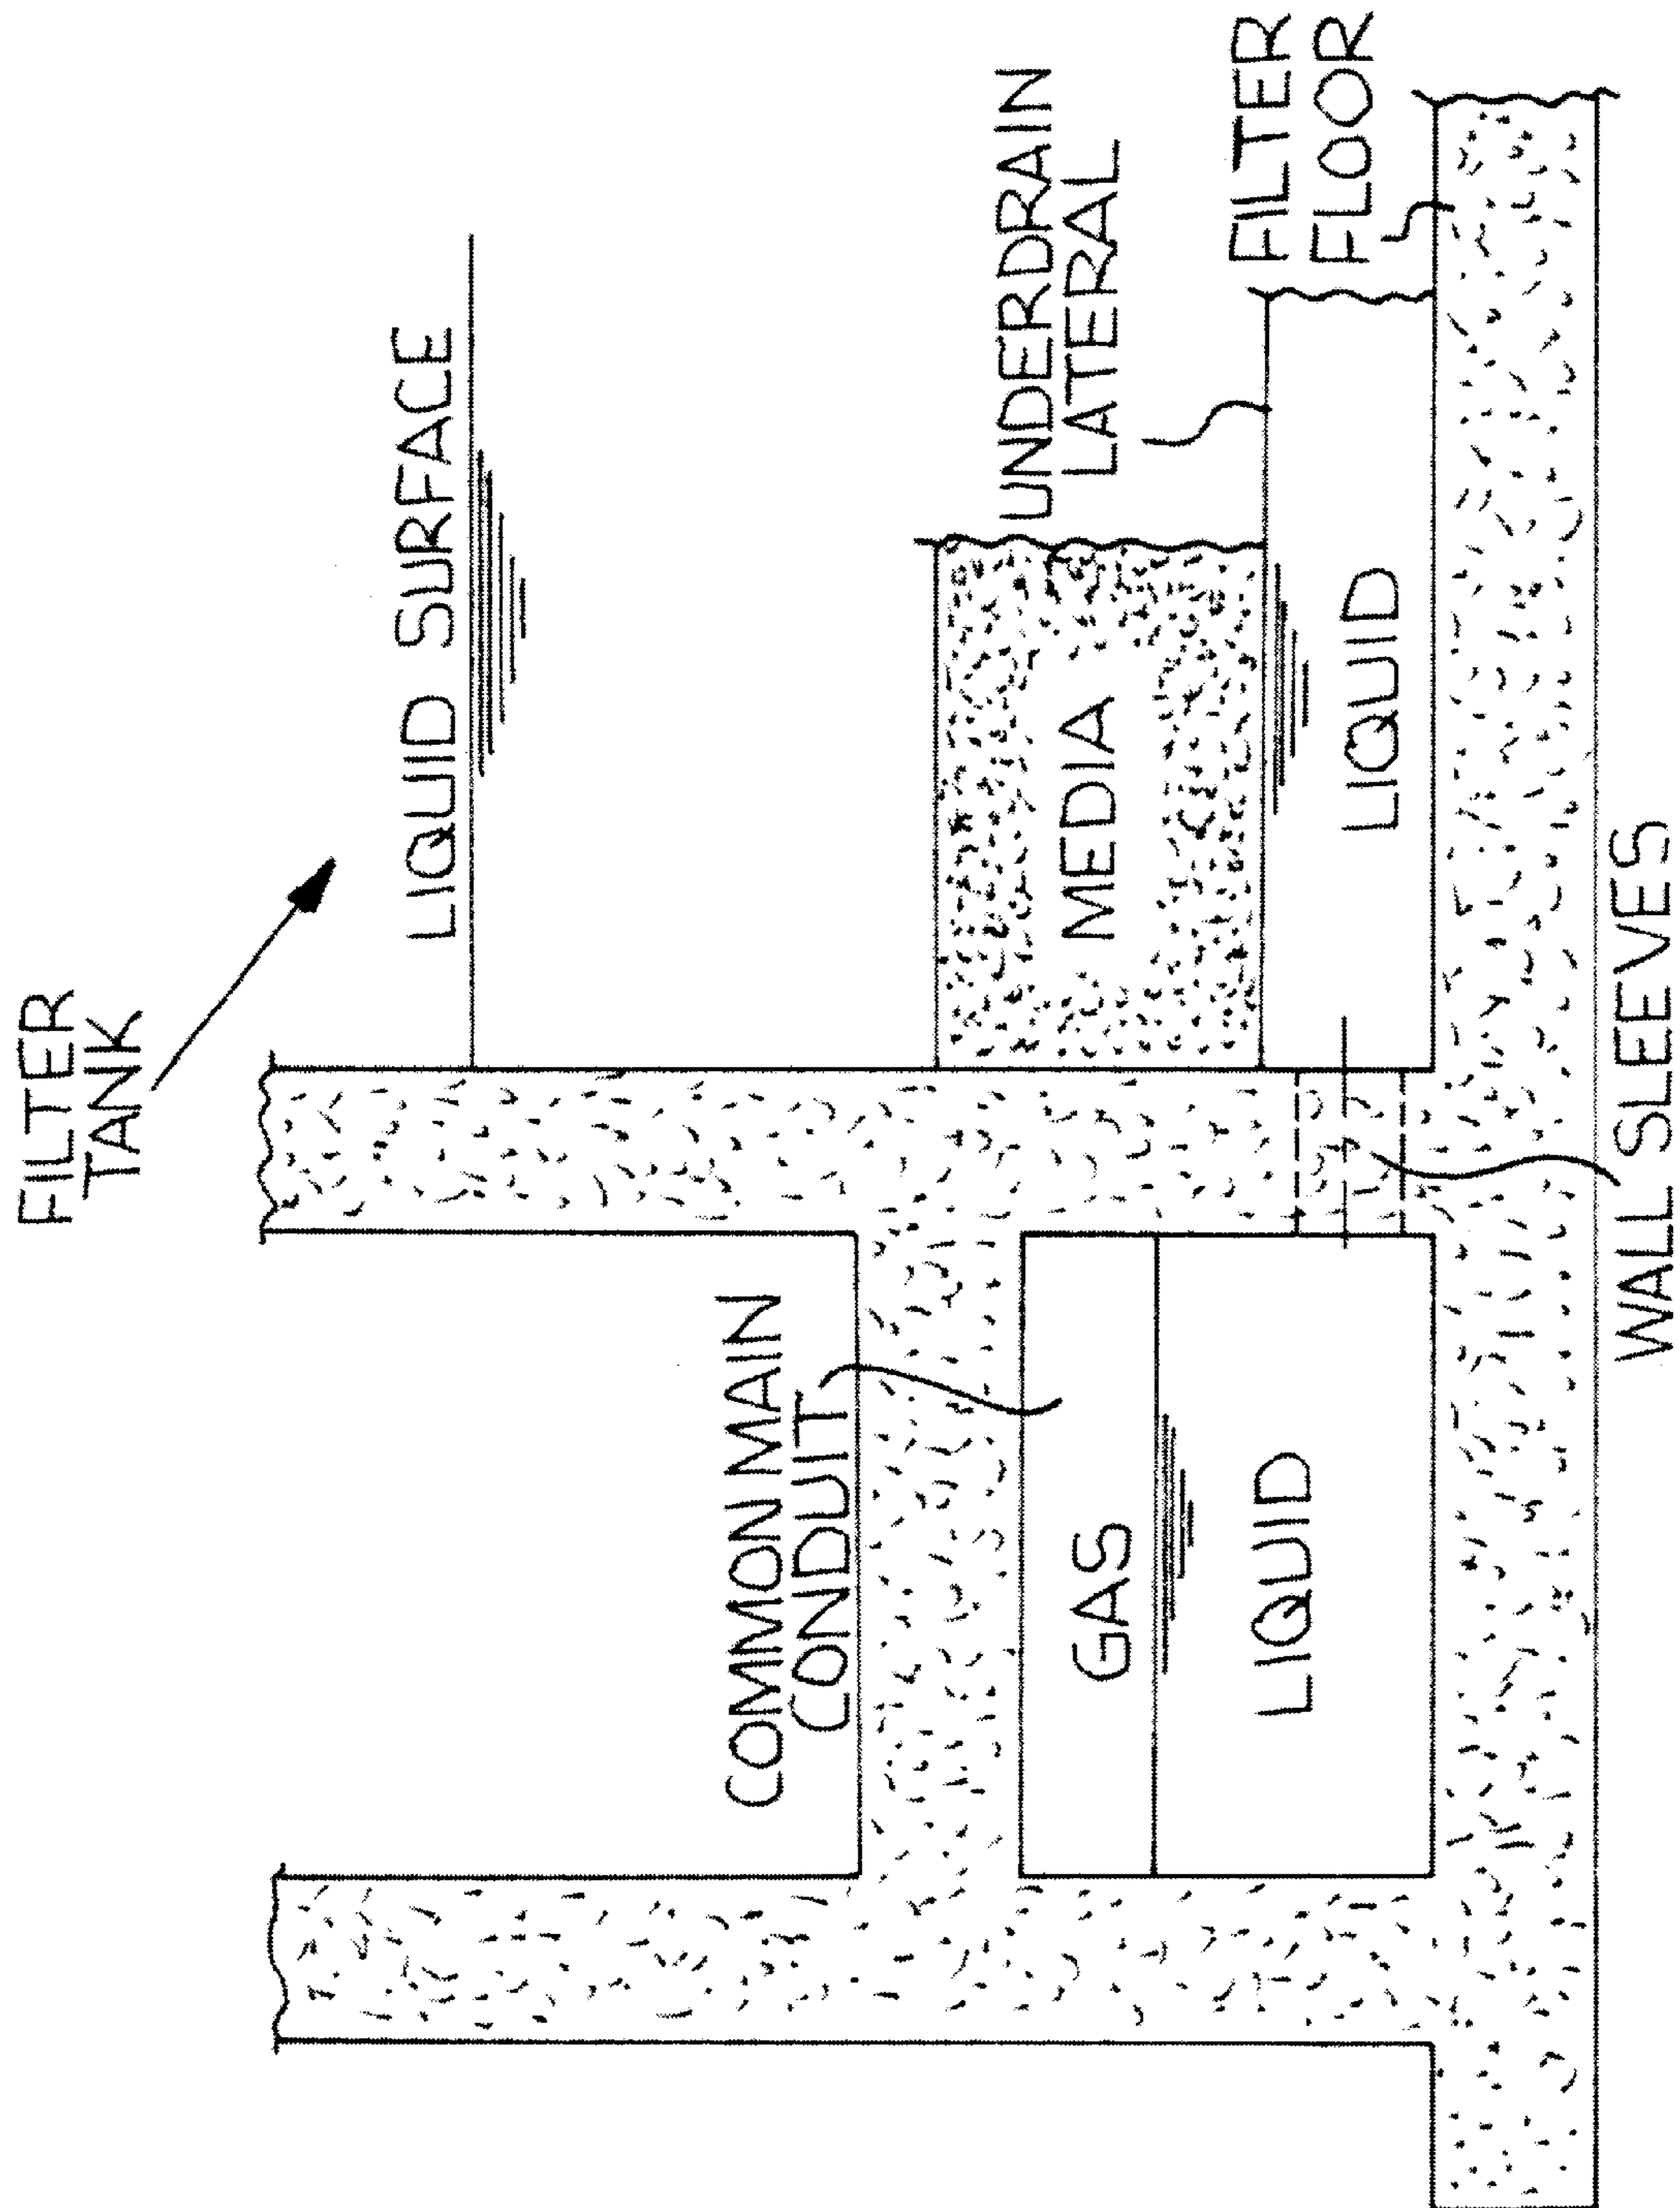 FILTER
TANK
LIQUID SURFACE
COMMON MAIN
CONDUIT
UNDERDRAIN
LATERAL
MEDIA
GAS
FILTER
FLOOR
LIQUID
LIQUID
WALL SLEEVES